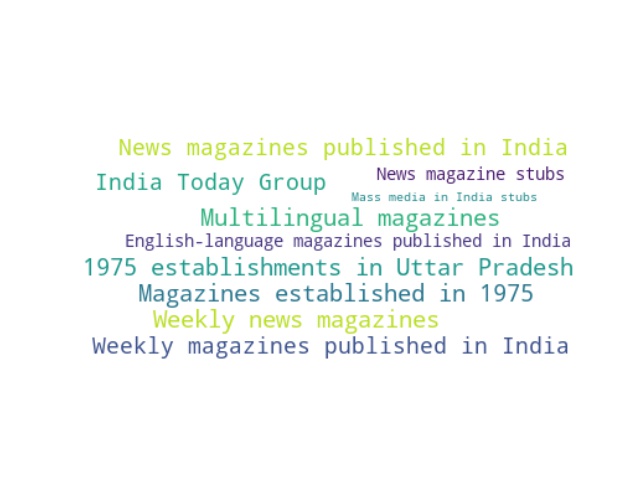 News magazines published in India
News magazine stubs
India Today Group
Mass media in India stubs
Multilingual magazines
English-language magazines published in India
1975 establishments in Uttar Pradesh
Magazines established in 1975
Weekly news magazines
Weekly magazines published in India